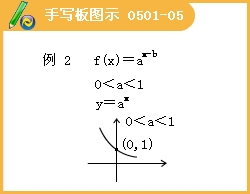 手写板图示 0501-05
例 2 f(x)=a^{x-b}
0<a<1
y=a^x
0<a<1
(0,1)